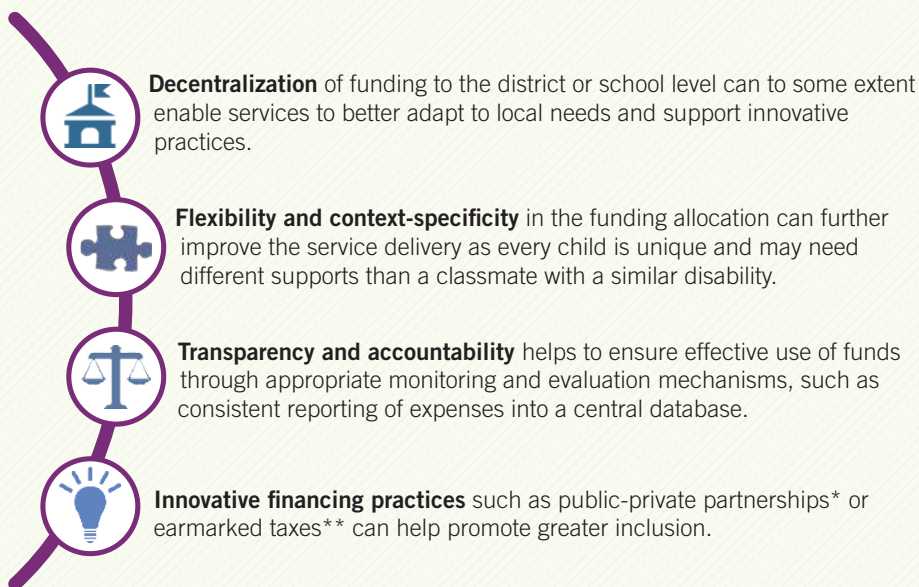 Decentralization of funding to the district or school level can to some extent
enable services to better adapt to local needs and support innovative
practices.
Flexibility and context-specificity in the funding allocation can further
improve the service delivery as every child is unique and may need
different supports than a classmate with a similar disability.
Transparency and accountability helps to ensure effective use of funds
through appropriate monitoring and evaluation mechanisms, such as
consistent reporting of expenses into a central database.
Innovative financing practices such as public-private partnerships* or
earmarked taxes** can help promote greater inclusion.